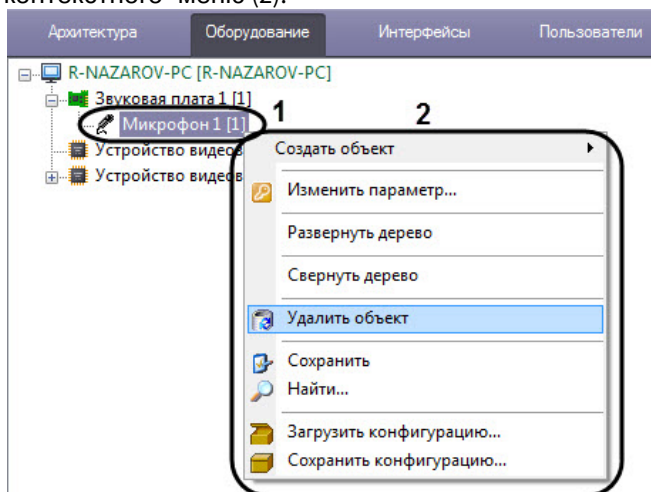 контекстного меню (2).
Архитектура Оборудование Интерфейсы Пользователи
R-NAZAROV-PC [R-NAZAROV-PC]
Звуковая плата 1 [1]
Микрофон 1 [1]
1 2
Устройство видеов
Устройство видеов
Создать объект
Изменить параметр...
Развернуть дерево
Свернуть дерево
Удалить объект
Сохранить
Найти...
Загрузить конфигурацию...
Сохранить конфигурацию...